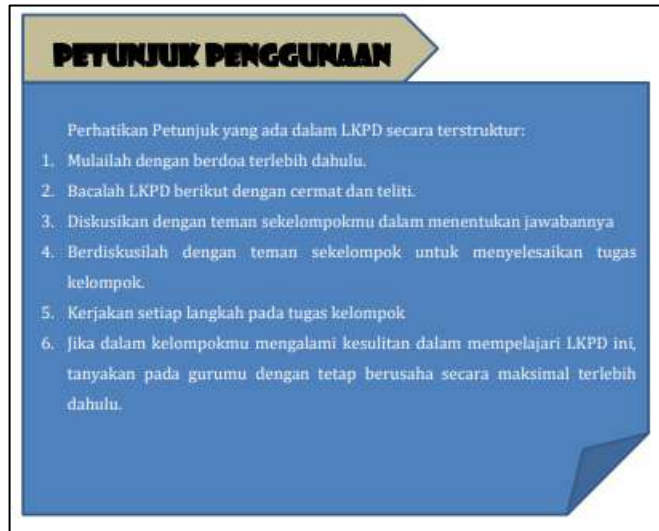 PETUNJUK PENGGUNAAN
Perhatikan Petunjuk yang ada dalam LKPD secara terstruktur:
1. Mulailah dengan berdoa terlebih dahulu.
2. Bacalah LKPD berikut dengan cermat dan teliti.
3. Diskusikan dengan teman sekelompokmu dalam menentukan jawabannya
4. Berdiskusilah dengan teman sekelompok untuk menyelesaikan tugas
kelompok.
5. Kerjakan setiap langkah pada tugas kelompok
6. Jika dalam kelompokmu mengalami kesulitan dalam mempelajari LKPD ini,
tanyakan pada gurumu dengan tetap berusaha secara maksimal terlebih
dahulu.